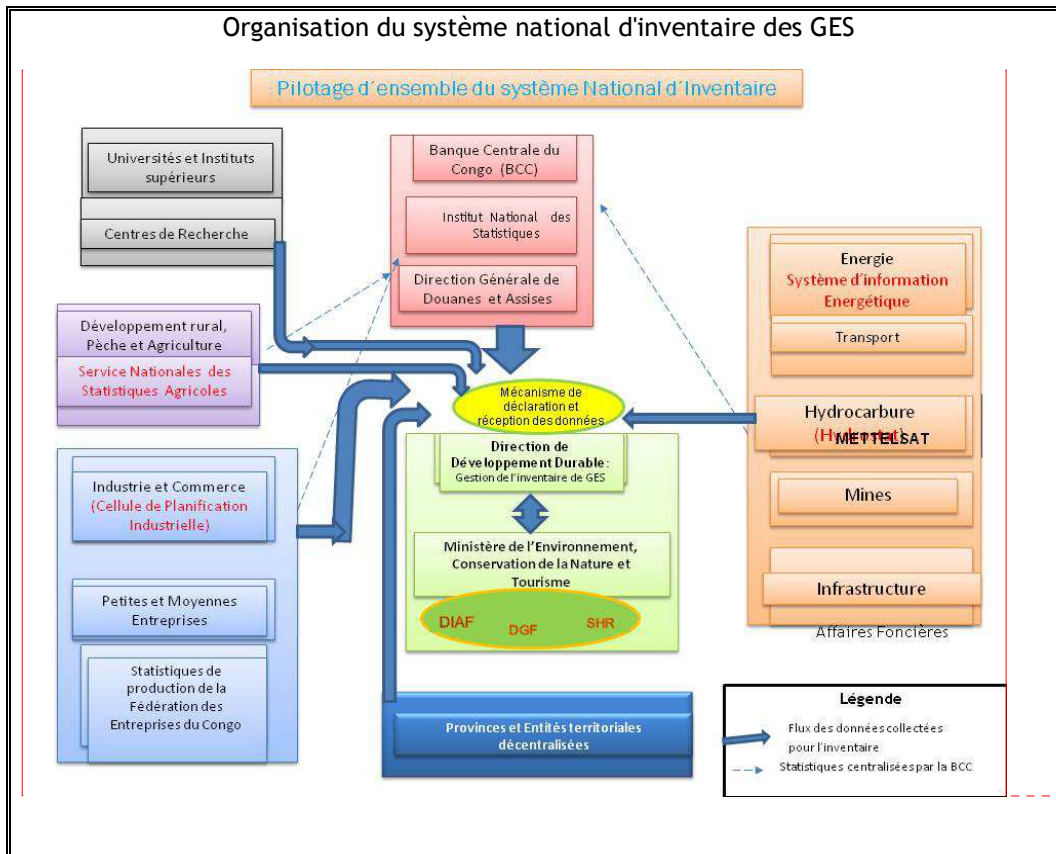 Organisation du système national d'inventaire des GES
Pilotage d´ensemble du système National d´Inventaire
Universités et Instituts
supérieurs
Centres de Recherche
Banque Centrale du
Congo (BCC)
Institut National des
Statistiques
Direction Générale de
Douanes et Assises
Energie
Système d’information
Energétique
Transport
Hydrocarbure
(Hydrostat)
METTELSAT
Mines
Infrastructure
Affaires Foncières
Développement rural,
Pêche et Agriculture
Service Nationales des
Statistiques Agricoles
Mécanisme de
déclaration et
réception des données
Direction de
Développement Durable:
Gestion de l’inventaire de GES
Ministère de l’Environnement,
Conservation de la Nature et
Tourisme
DIAF
DGF
SHR
Industrie et Commerce
(Cellule de Planification
Industrielle)
Petites et Moyennes
Entreprises
Statistiques de
production de la
Fédération des
Entreprises du Congo
Provinces et Entités territoriales
décentralisées
Légende
Flux des données collectées
pour l’inventaire
Statistiques centralisées par la BCC